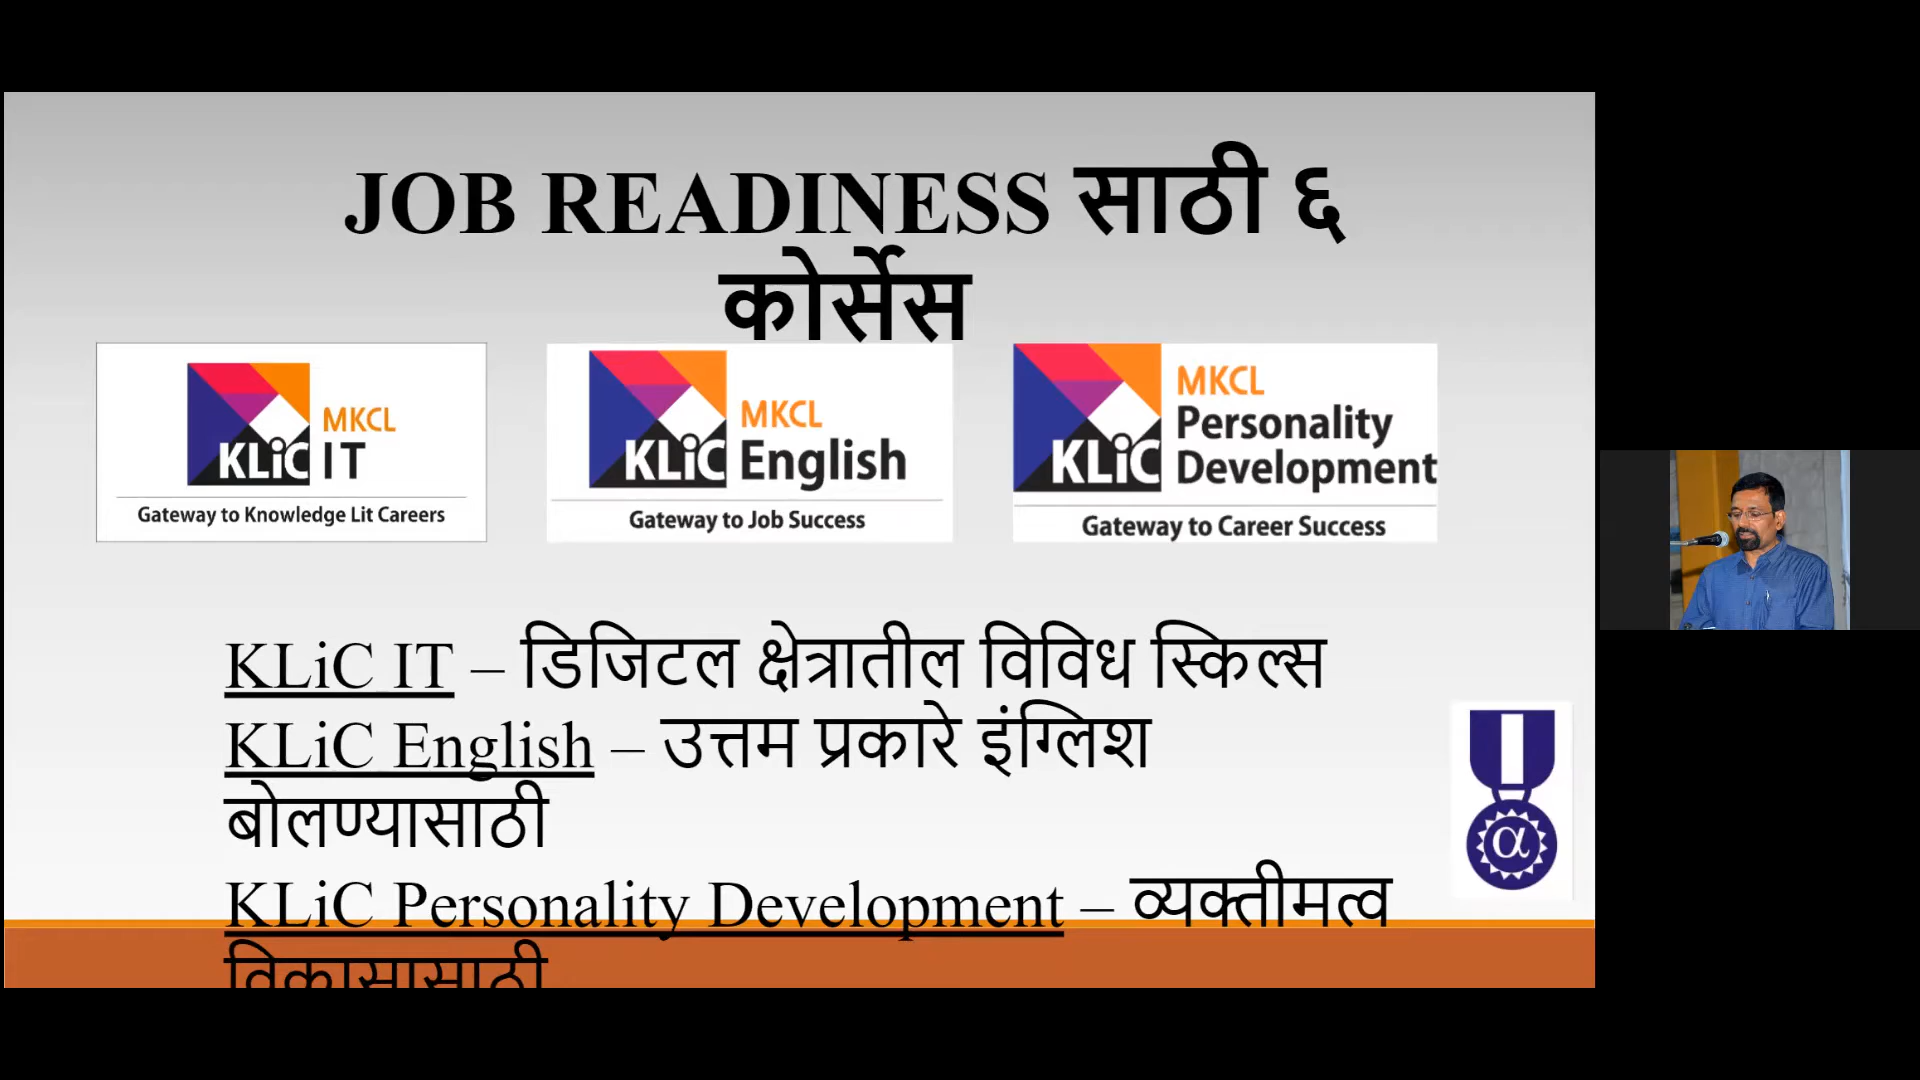 JOB READINESS साठी ६
कोर्सेस
MKCL
KLiC IT
Gateway to Knowledge Lit Careers
MKCL
KLiC English
Gateway to Job Success
MKCL
Personality
KLiC Development
Gateway to Career Success
KLiC IT – डिजिटल क्षेत्रातील विविध स्किल्स
KLiC English – उत्तम प्रकारे इंग्लिश
बोलण्यासाठी
KLiC Personality Development – व्यक्तीमत्व
विकासासाठी
α